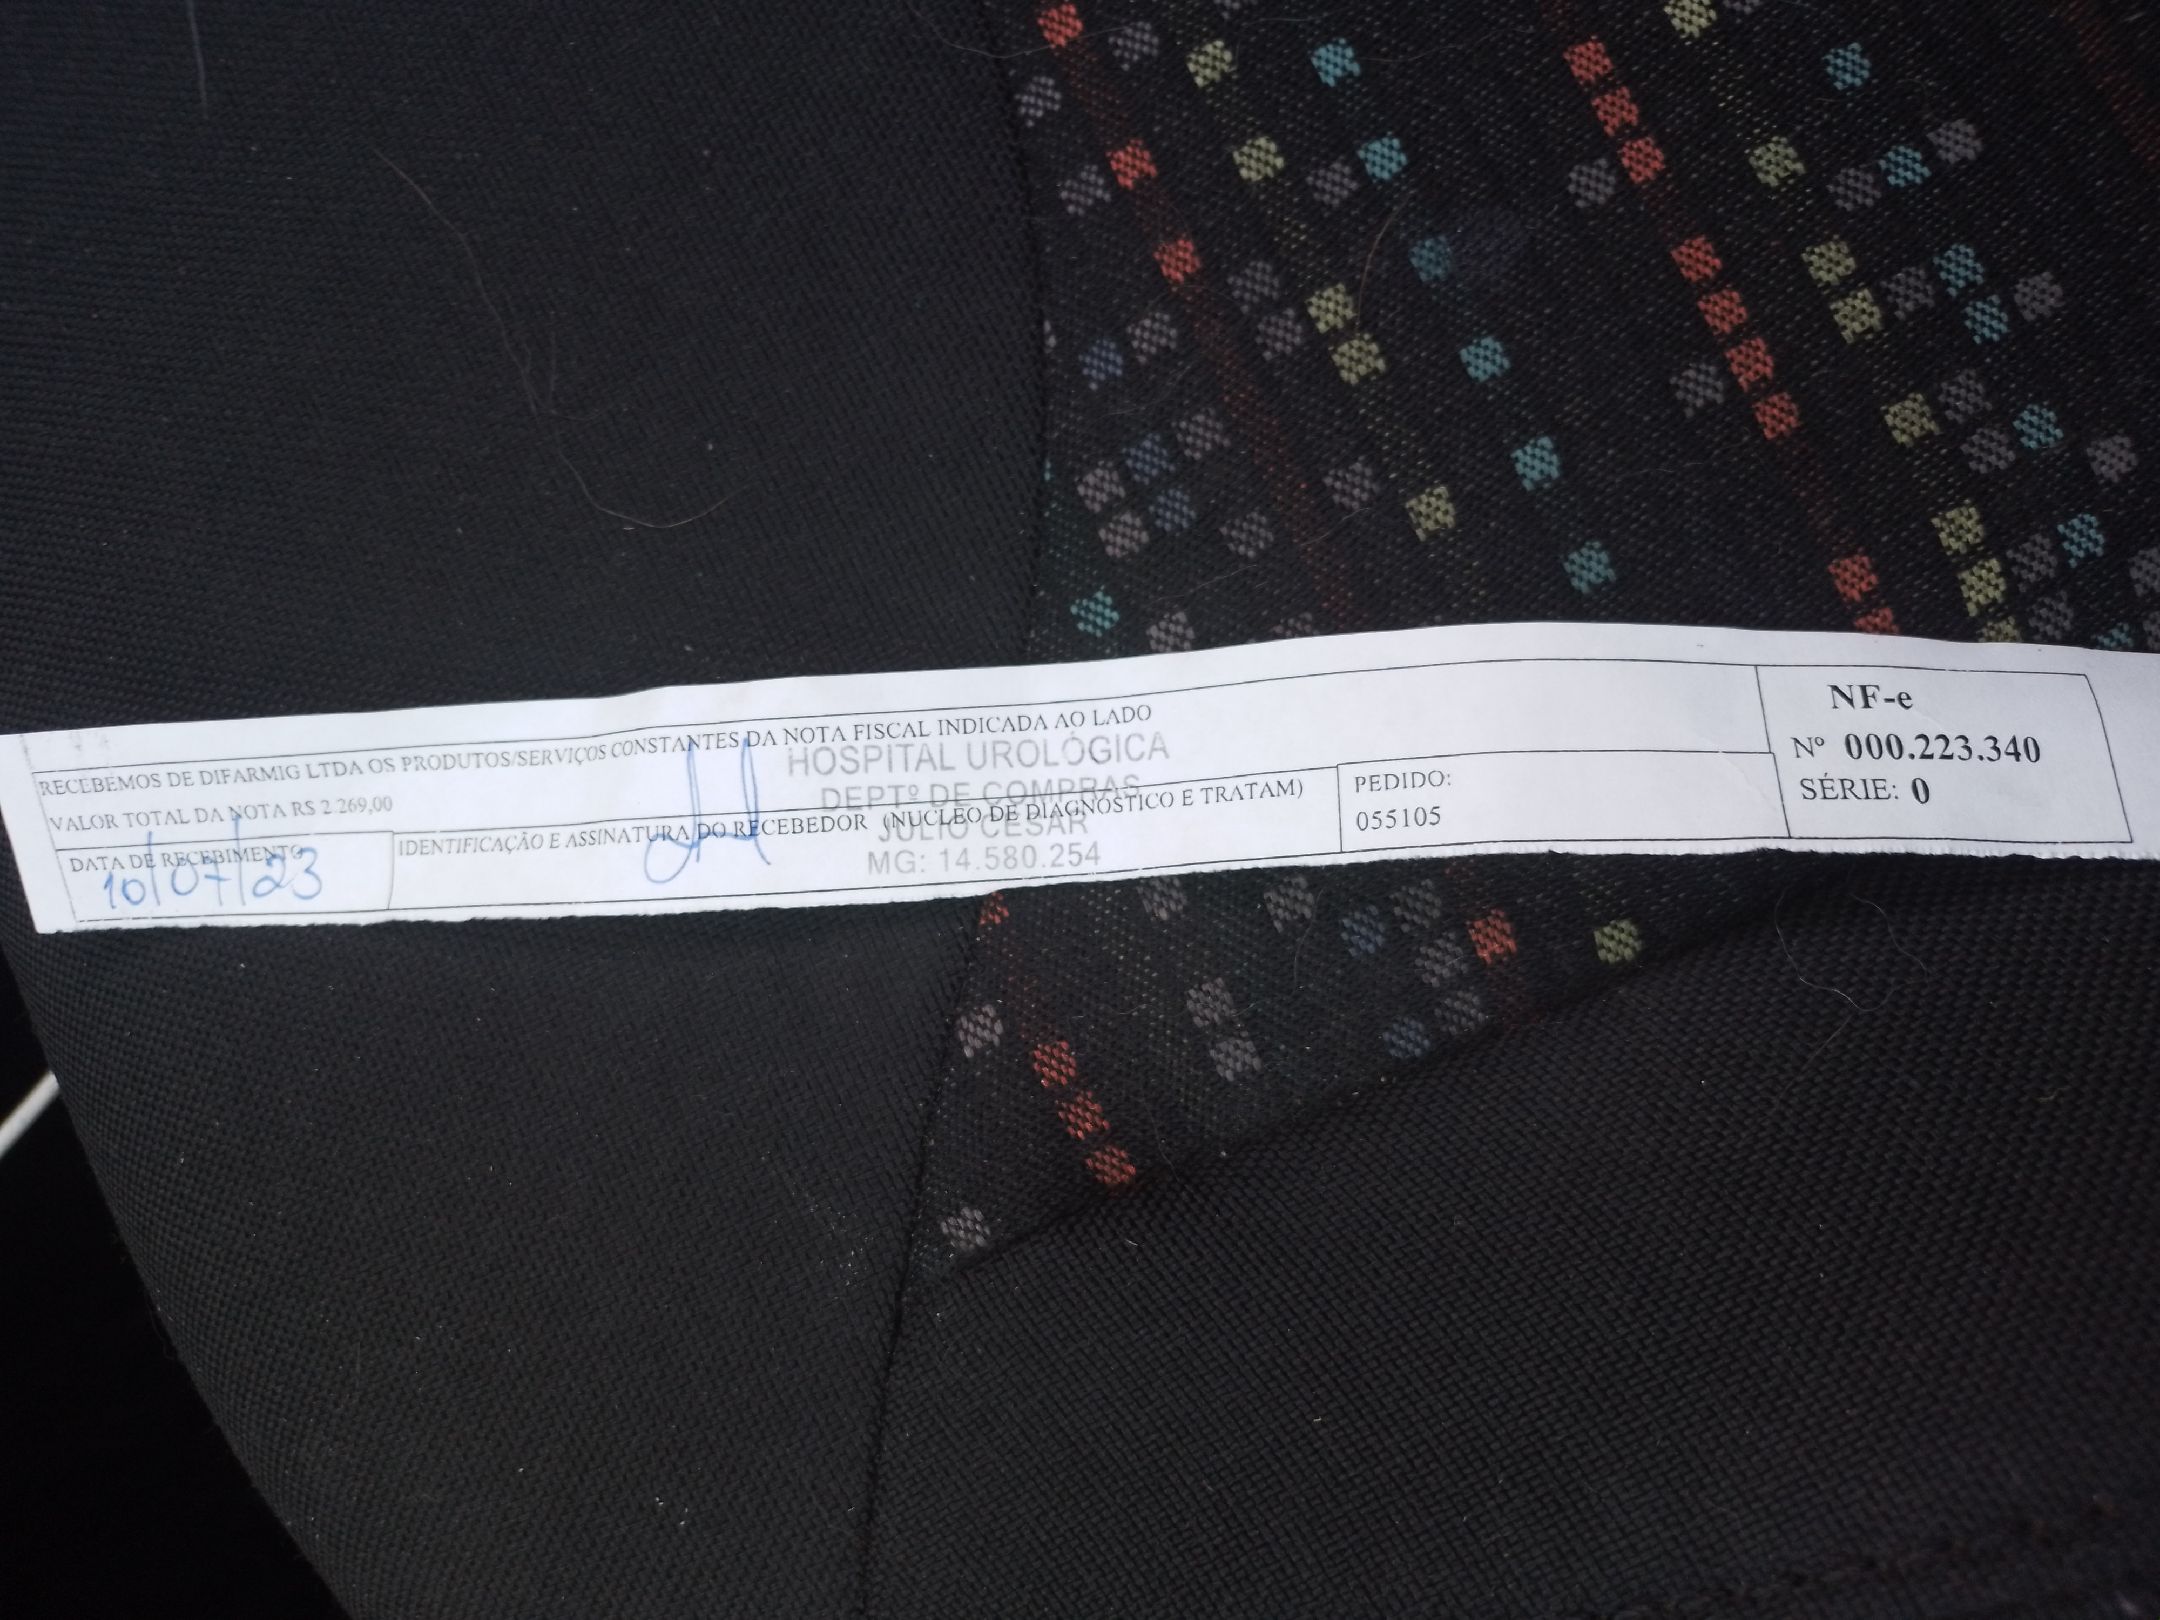 RECEBEMOS DE DIFARMIG LTDA OS PRODUTOS/SERVIÇOS CONSTANTES DA NOTA FISCAL INDICADA AO LADO
VALOR TOTAL DA NOTA RS 2.269,00
DATA DE RECEBIMENTO
10/07/23
IDENTIFICAÇÃO E ASSINATURA DO RECEBEDOR (NUCLEO DE DIAGNOSTICO E TRATAM)
HOSPITAL UROLÓGICA
DEPTº DE COMPRAS
JULIO CESAR
MG: 14.580.254
PEDIDO:
055105
NF-e
Nº 000.223.340
SÉRIE: 0